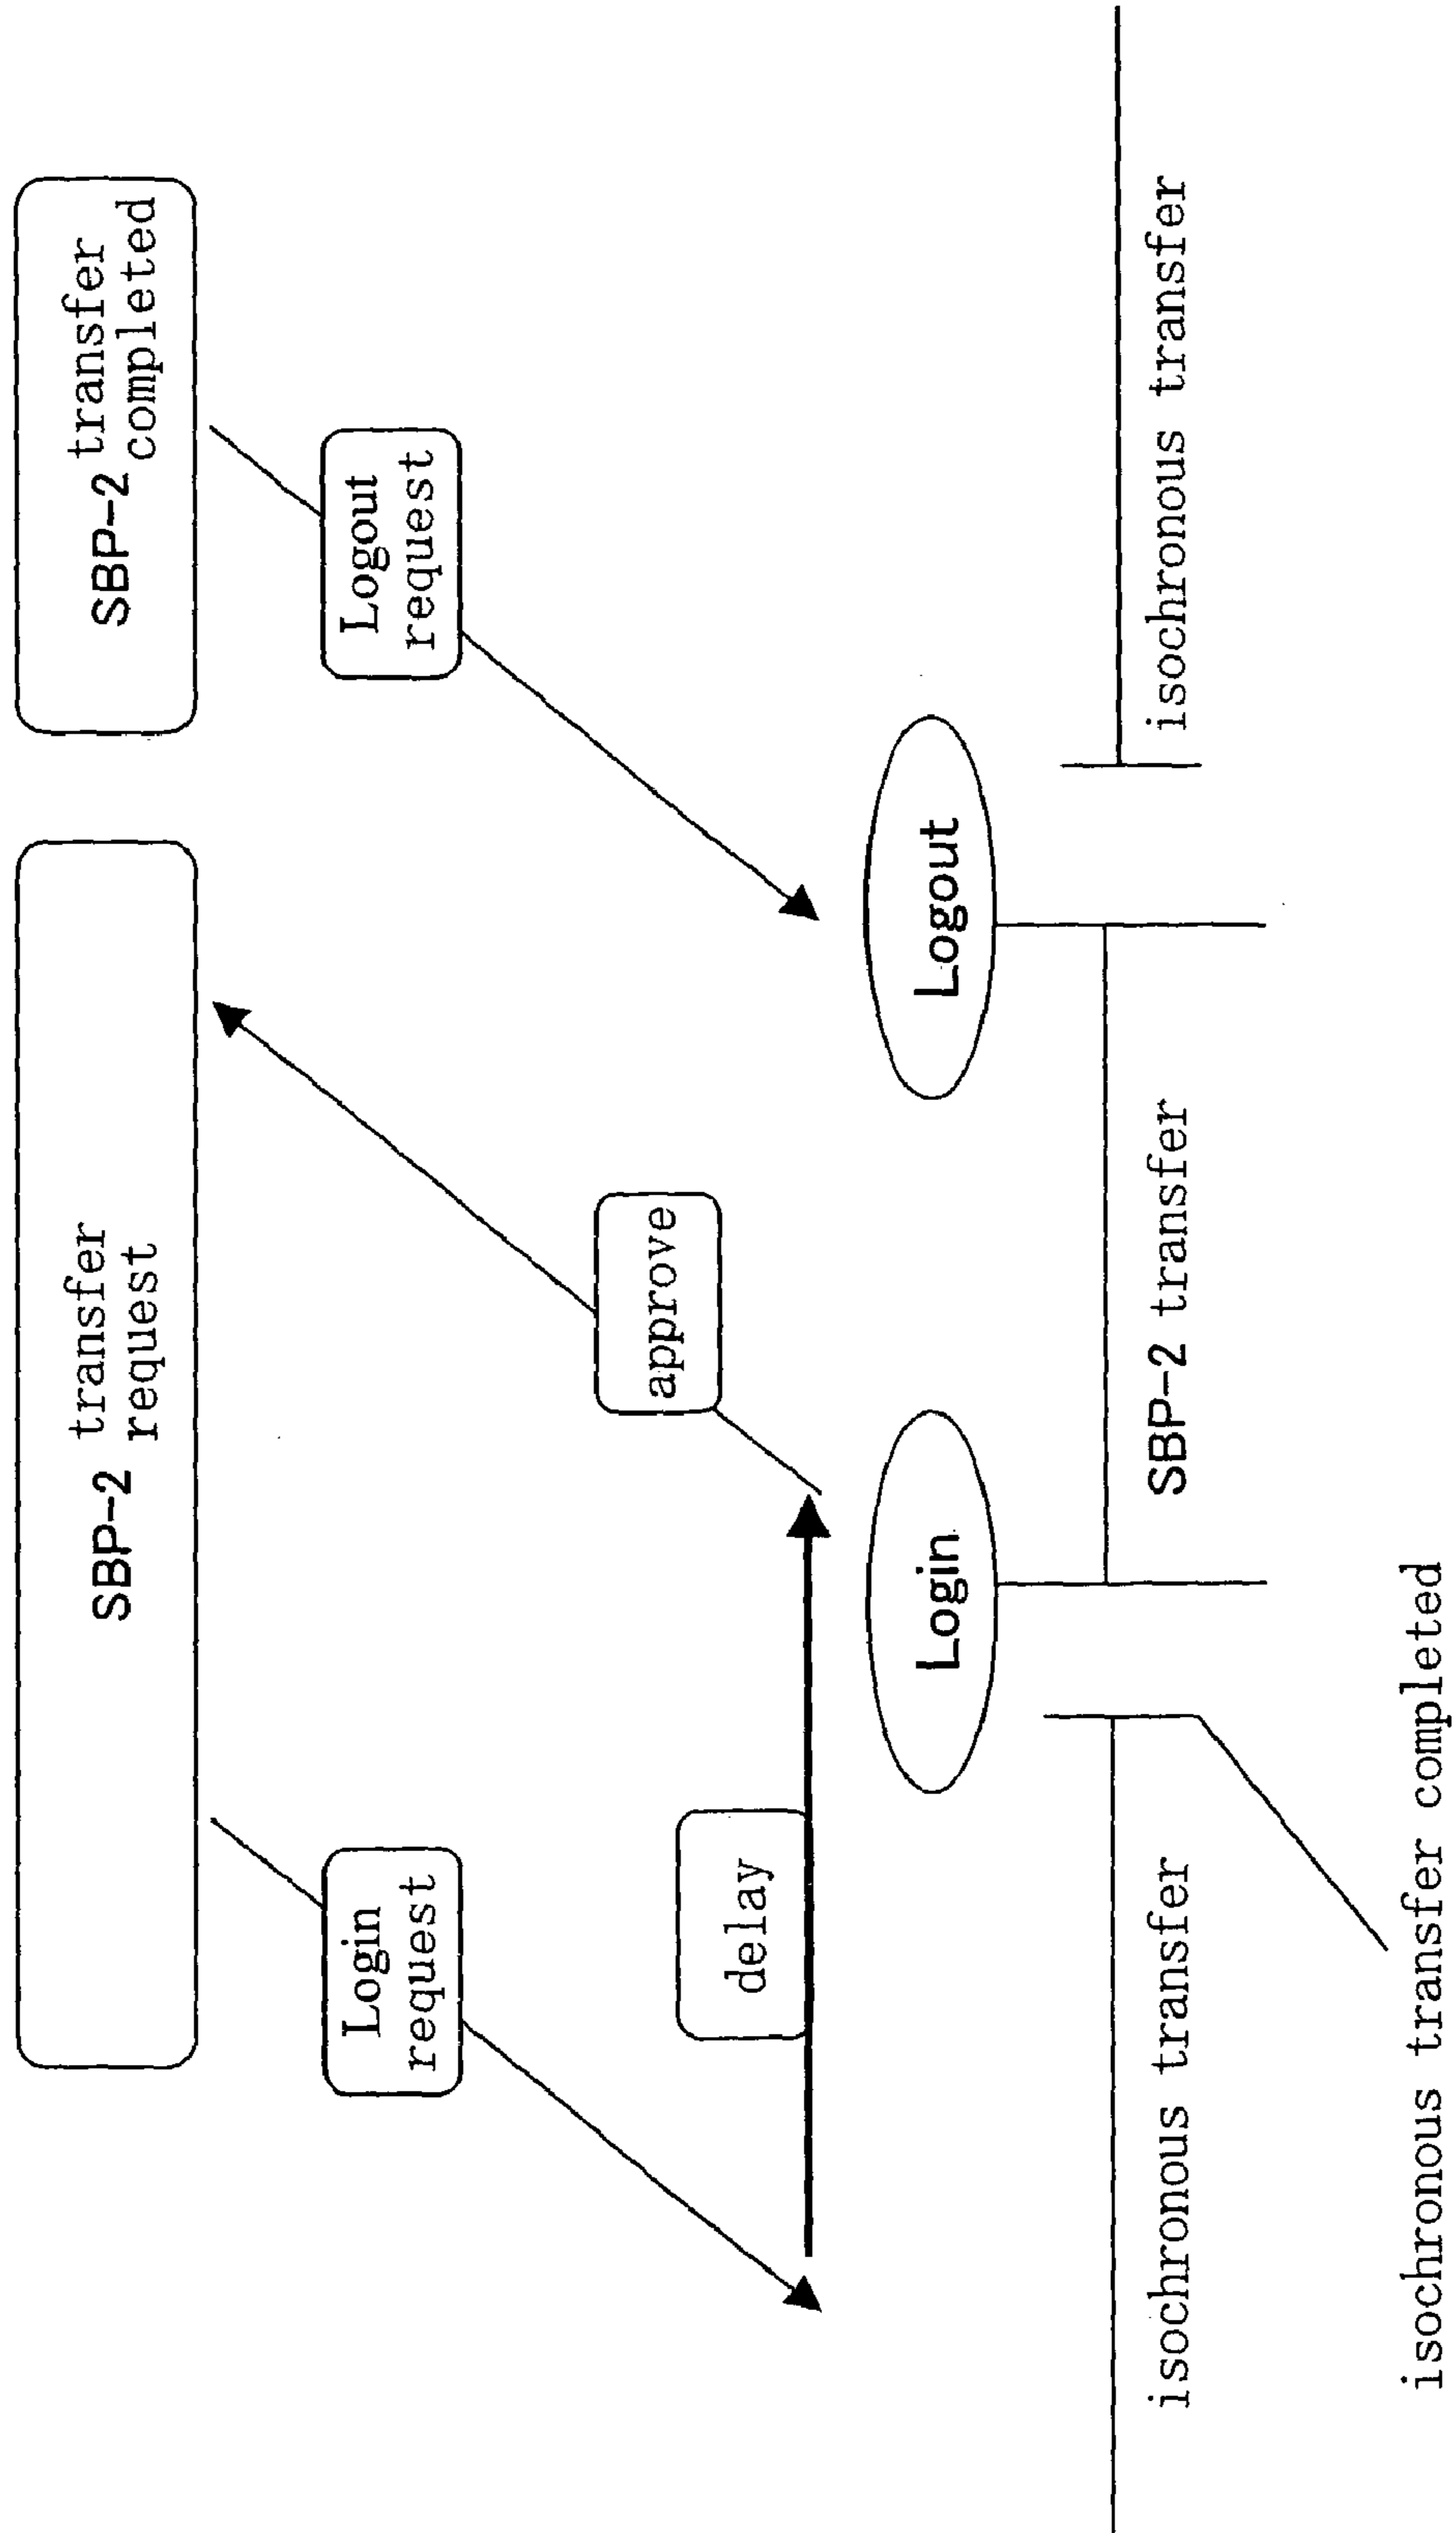 SBP-2 transfer
request
SBP-2 transfer
completed
Login
request
Logout
request
approve
delay
Login
Logout
isochronous transfer
SBP-2 transfer
isochronous transfer
isochronous transfer completed